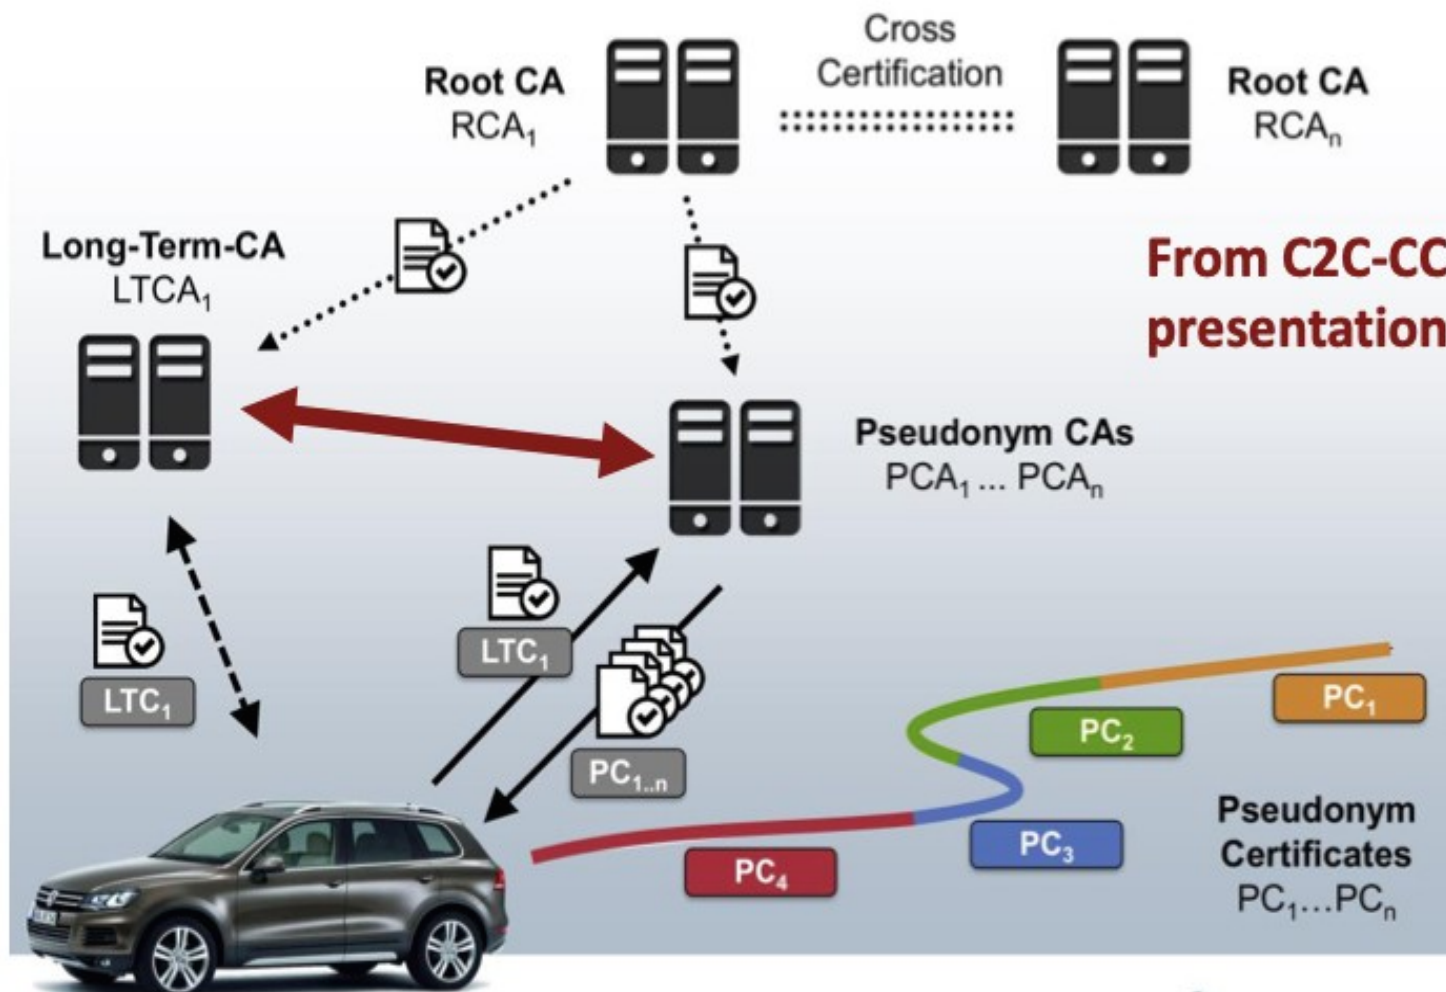 Cross
Certification
Root CA
RCA₁
Root CA
RCAₙ
Long-Term-CA
LTCA₁
From C2C-CC
presentation
Pseudonym CAs
PCA₁ ... PCAₙ
LTC₁
LTC₁
PC₁..ₙ
PC₁
PC₂
PC₃
PC₄
Pseudonym
Certificates
PC₁...PCₙ